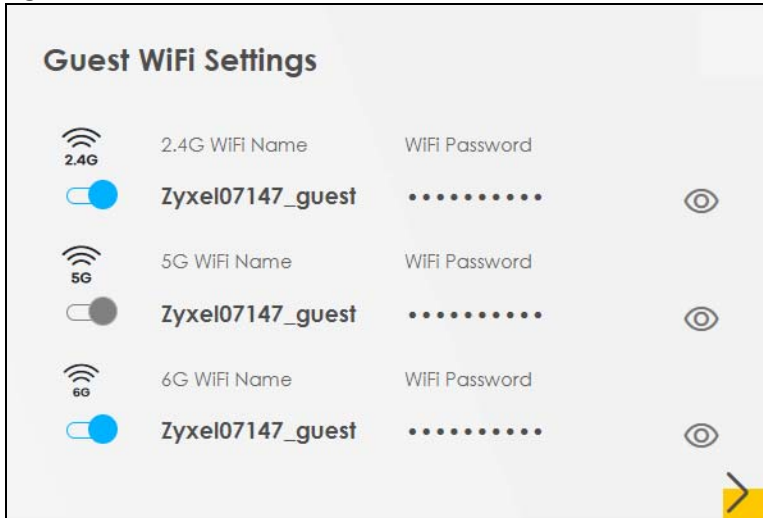 Guest WiFi Settings
2.4G WiFi Name WiFi Password
2.4G
Zyxel07147_guest ••••••••••
5G WiFi Name WiFi Password
5G
Zyxel07147_guest ••••••••••
6G WiFi Name WiFi Password
6G
Zyxel07147_guest ••••••••••